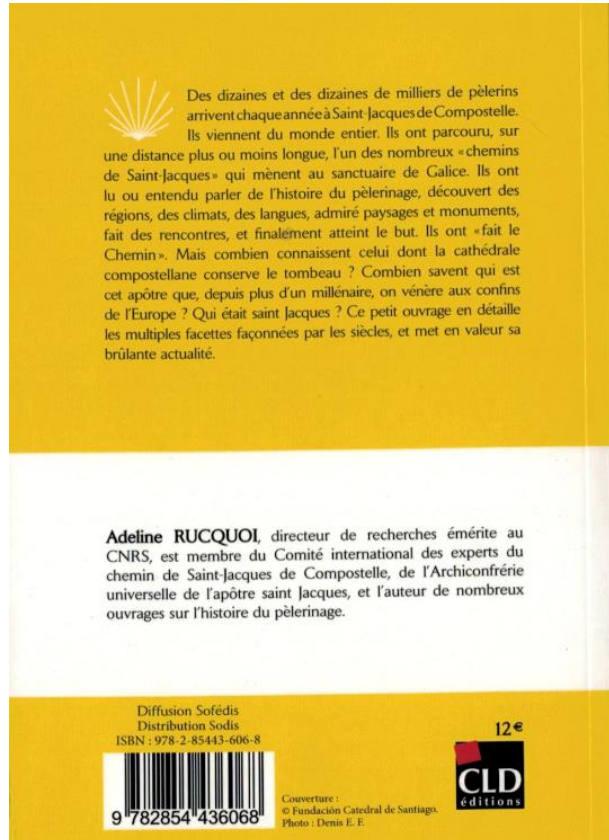 Des dizaines et des dizaines de milliers de pèlerins
arrivent chaque année à Saint-Jacques de Compostelle.
Ils viennent du monde entier. Ils ont parcouru, sur
une distance plus ou moins longue, l'un des nombreux « chemins
de Saint-Jacques » qui mènent au sanctuaire de Galice. Ils ont
lu ou entendu parler de l'histoire du pèlerinage, découvert des
régions, des climats, des langues, admiré paysages et monuments,
fait des rencontres, et finalement atteint le but. Ils ont « fait le
Chemin ». Mais combien connaissent celui dont la cathédrale
compostellane conserve le tombeau ? Combien savent qui est
cet apôtre que, depuis plus d'un millénaire, on vénère aux confins
de l'Europe ? Qui était saint Jacques ? Ce petit ouvrage en détaille
les multiples facettes façonnées par les siècles, et met en valeur sa
brûlante actualité.
Adeline RUCQUOI, directeur de recherches émérite au
CNRS, est membre du Comité international des experts du
chemin de Saint-Jacques de Compostelle, de l'Archiconfrérie
universelle de l'apôtre saint Jacques, et l'auteur de nombreux
ouvrages sur l'histoire du pèlerinage.
Diffusion Sofédis
Distribution Sodis
ISBN : 978-2-85443-606-8
9 782854 436068
Couverture :
© Fundación Catedral de Santiago.
Photo : Denis E. F.
12 €
CLD
éditions